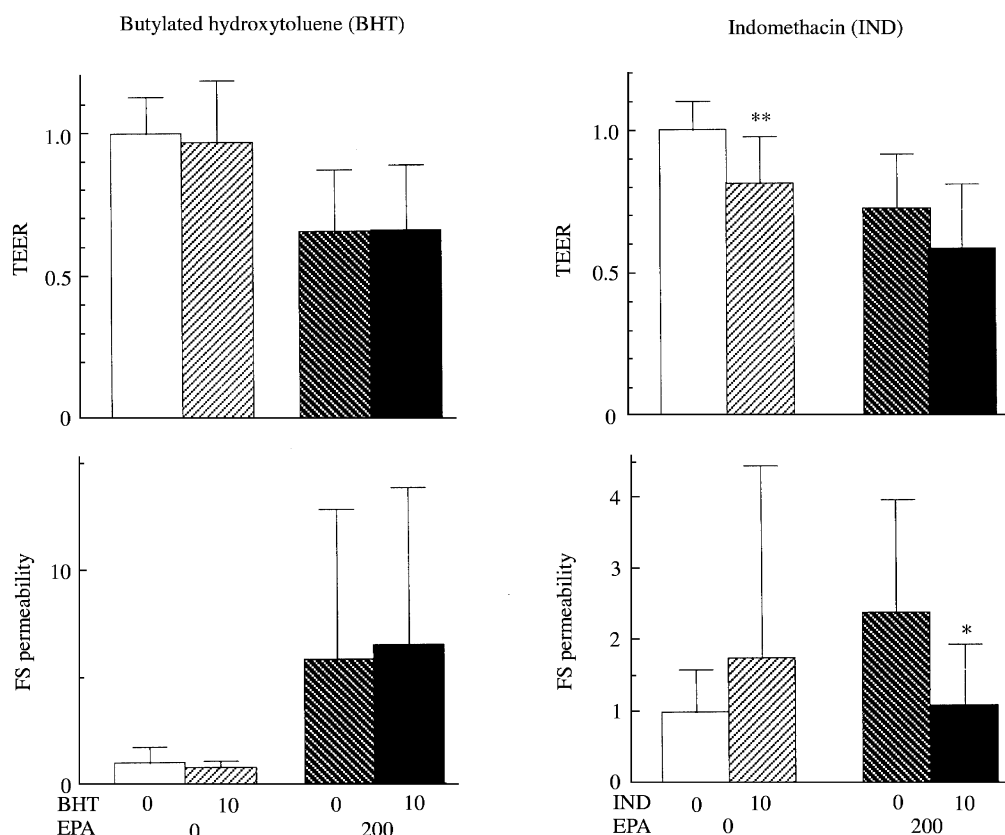 Butylated hydroxytoluene (BHT)
Indomethacin (IND)
TEER
1.0
0.5
0
TEER
1.0
**
0.5
0
FS permeability
10
0
BHT 0 10 0 10
EPA 0 200
FS permeability
4
3
2
1
0
*
IND 0 10 0 10
EPA 0 200